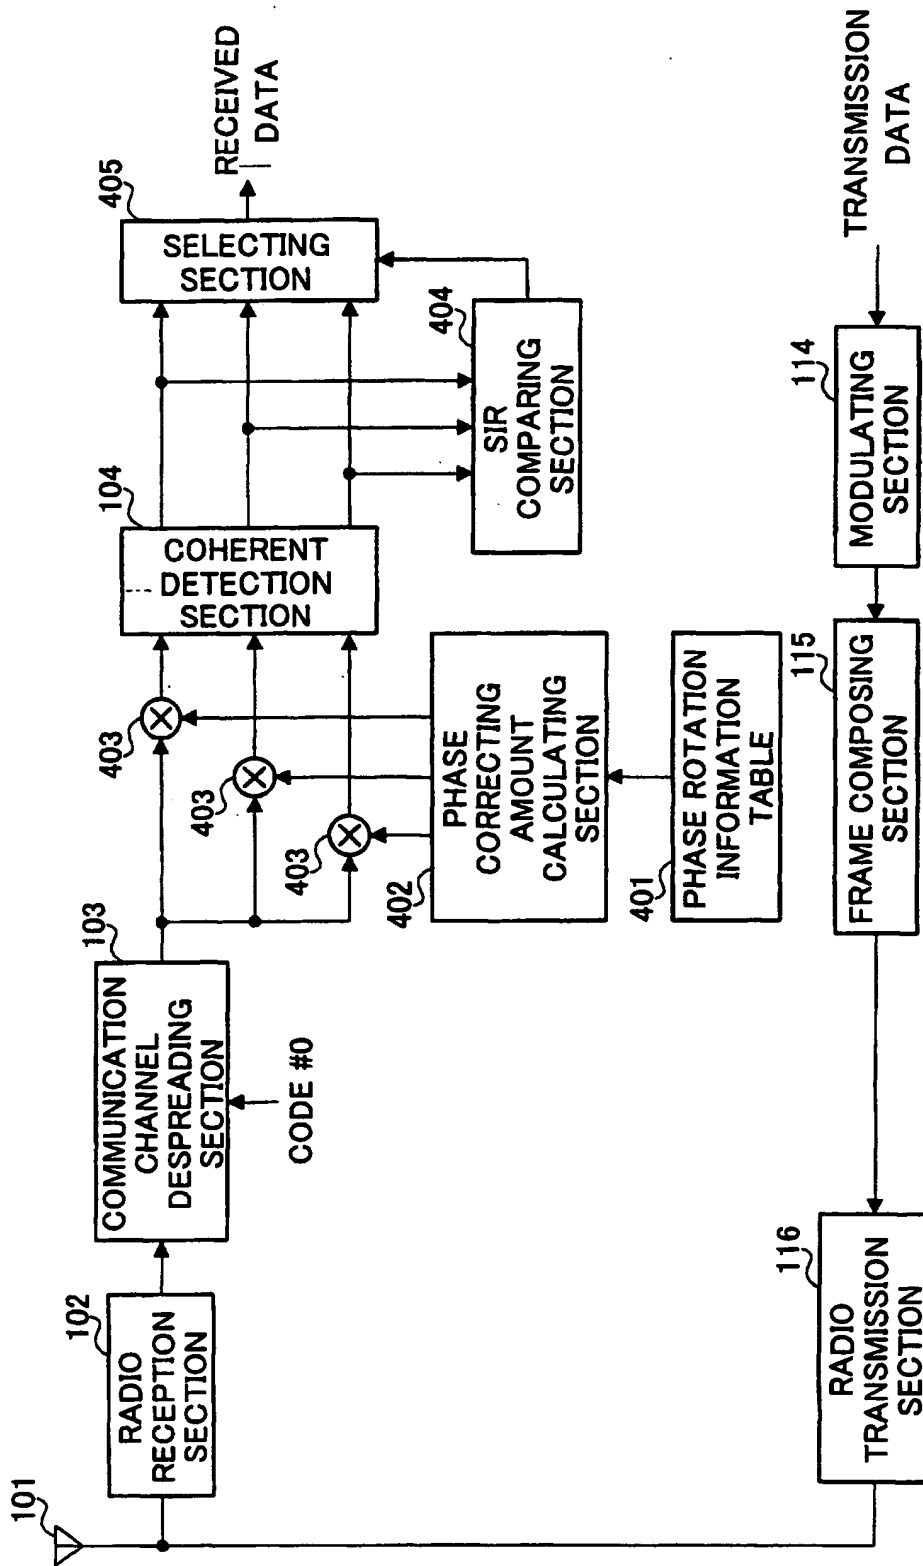 101
102
RADIO
RECEPTION
SECTION
103
COMMUNICATION
CHANNEL
DESPREADING
SECTION
CODE #0
403
403
403
104
COHERENT
DETECTION
SECTION
405
SELECTING
SECTION
RECEIVED
DATA
402
PHASE
CORRECTING
AMOUNT
CALCULATING
SECTION
404
SIR
COMPARING
SECTION
401
PHASE ROTATION
INFORMATION
TABLE
116
RADIO
TRANSMISSION
SECTION
115
FRAME COMPOSING
SECTION
114
MODULATING
SECTION
TRANSMISSION
DATA